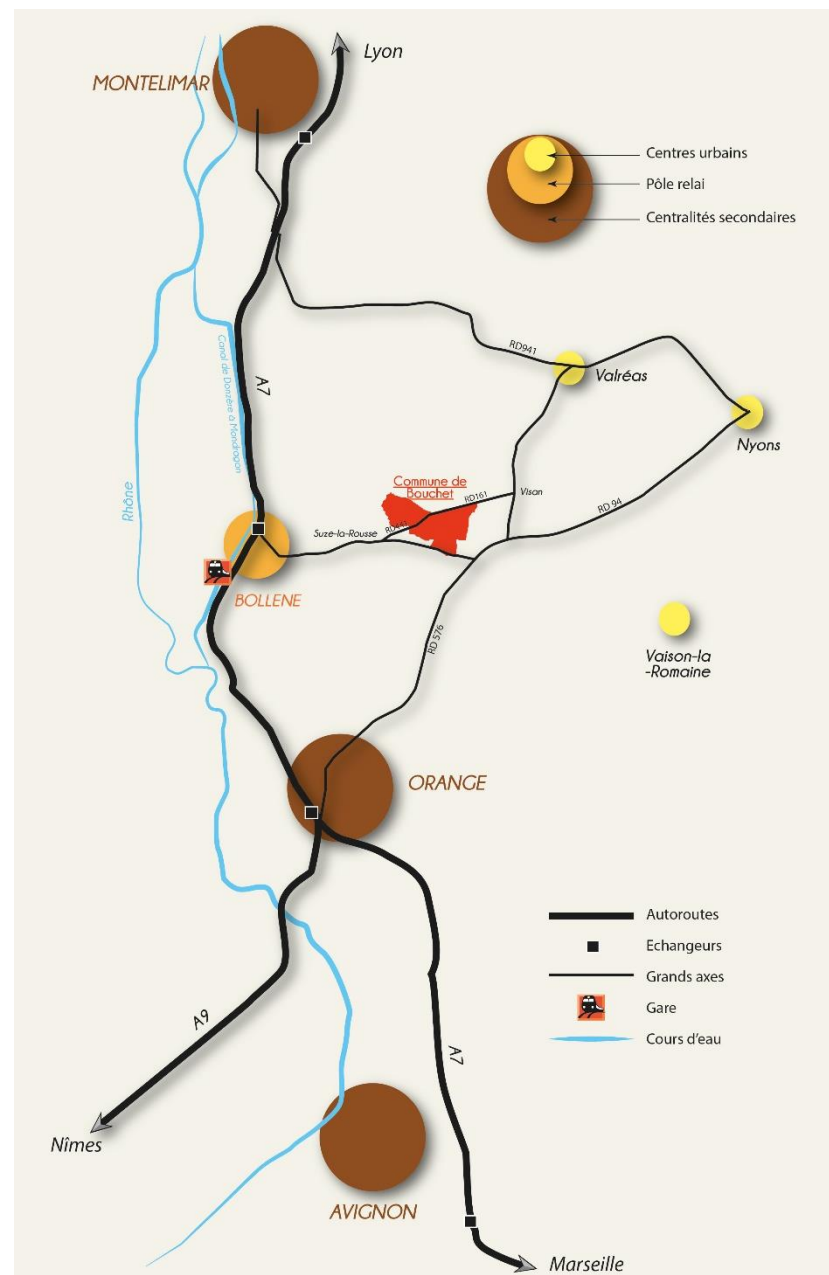 Lyon
MONTELIMAR
Centres urbains
Pôle relai
Centralités secondaires
RD941
Valréas
A7
Canal de Donzère à Mondragon
Nyons
Commune de
Bouchet
RD161
Visan
RD 94
Rhône
Suze-la-Rousse
BOLLENE
RD 576
Vaison-la
-Romaine
ORANGE
Autoroutes
Echangeurs
Grands axes
Gare
Cours d'eau
A9
A7
Nîmes
AVIGNON
Marseille